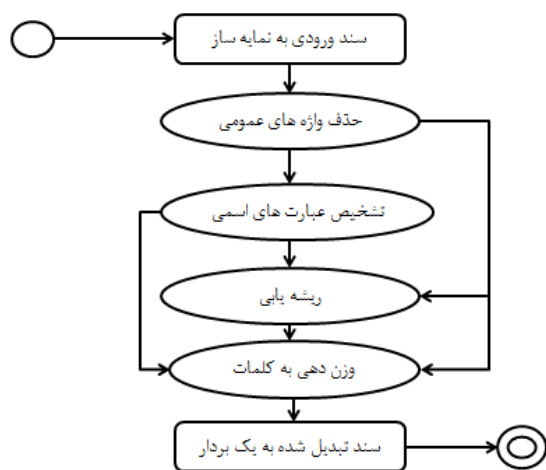 سند ورودی به نمایه ساز
حذف واژه های عمومی
تشخیص عبارت های اسمی
ریشه یابی
وزن دهی به کلمات
سند تبدیل شده به یک بردار